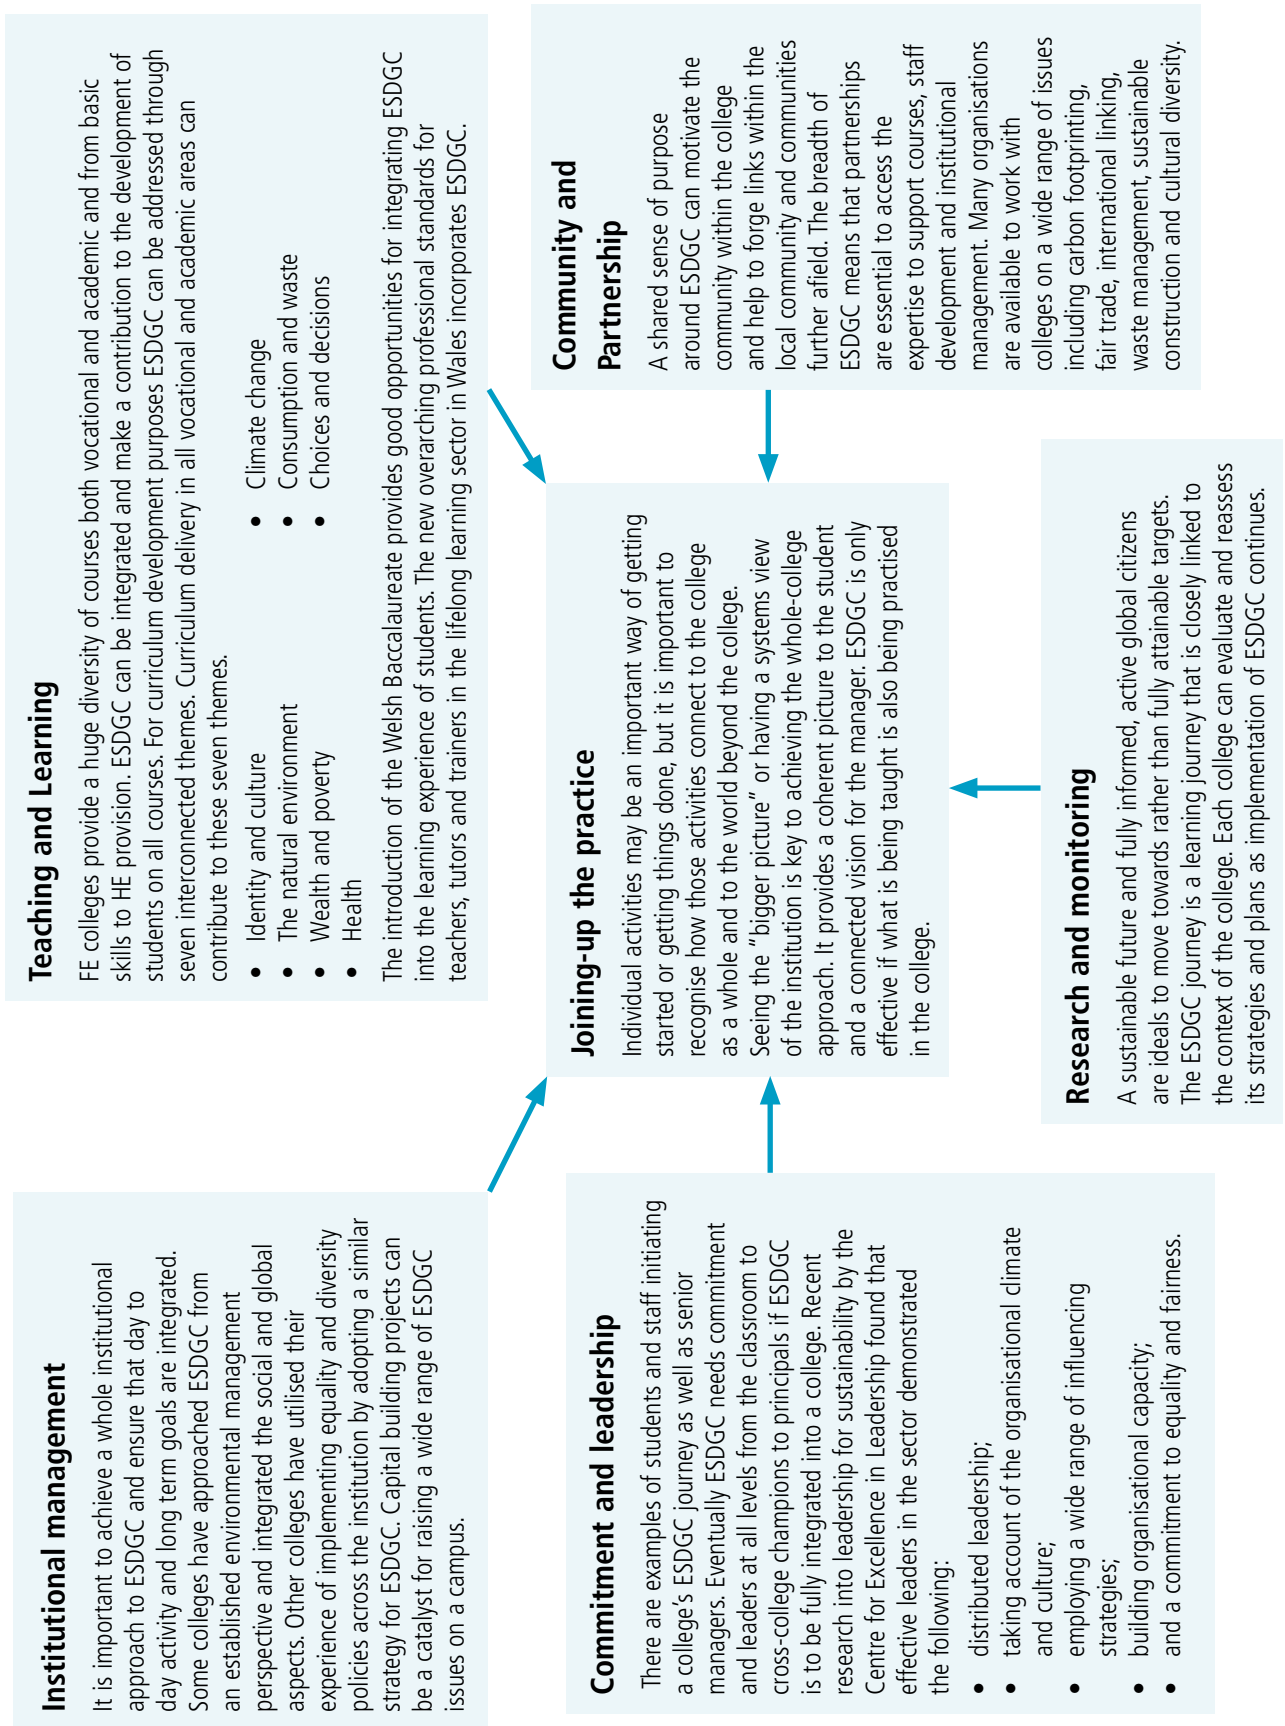 Institutional management
It is important to achieve a whole institutional
approach to ESDGC and ensure that day to
day activity and long term goals are integrated.
Some colleges have approached ESDGC from
an established environmental management
perspective and integrated the social and global
aspects. Other colleges have utilised their
experience of implementing equality and diversity
policies across the institution by adopting a similar
strategy for ESDGC. Capital building projects can
be a catalyst for raising a wide range of ESDGC
issues on a campus.
Teaching and Learning
FE colleges provide a huge diversity of courses both vocational and academic and from basic
skills to HE provision. ESDGC can be integrated and make a contribution to the development of
students on all courses. For curriculum development purposes ESDGC can be addressed through
seven interconnected themes. Curriculum delivery in all vocational and academic areas can
contribute to these seven themes.
• Identity and culture
• The natural environment
• Wealth and poverty
• Health
• Climate change
• Consumption and waste
• Choices and decisions
The introduction of the Welsh Baccalaureate provides good opportunities for integrating ESDGC
into the learning experience of students. The new overarching professional standards for
teachers, tutors and trainers in the lifelong learning sector in Wales incorporates ESDGC.
Commitment and leadership
There are examples of students and staff initiating
a college's ESDGC journey as well as senior
managers. Eventually ESDGC needs commitment
and leaders at all levels from the classroom to
cross-college champions to principals if ESDGC
is to be fully integrated into a college. Recent
research into leadership for sustainability by the
Centre for Excellence in Leadership found that
effective leaders in the sector demonstrated
the following:
• distributed leadership;
• taking account of the organisational climate
and culture;
• employing a wide range of influencing
strategies;
• building organisational capacity;
• and a commitment to equality and fairness.
Joining-up the practice
Individual activities may be an important way of getting
started or getting things done, but it is important to
recognise how those activities connect to the college
as a whole and to the world beyond the college.
Seeing the "bigger picture" or having a systems view
of the institution is key to achieving the whole-college
approach. It provides a coherent picture to the student
and a connected vision for the manager. ESDGC is only
effective if what is being taught is also being practised
in the college.
Community and
Partnership
A shared sense of purpose
around ESDGC can motivate the
community within the college
and help to forge links within the
local community and communities
further afield. The breadth of
ESDGC means that partnerships
are essential to access the
expertise to support courses, staff
development and institutional
management. Many organisations
are available to work with
colleges on a wide range of issues
including carbon footprinting,
fair trade, international linking,
waste management, sustainable
construction and cultural diversity.
Research and monitoring
A sustainable future and fully informed, active global citizens
are ideals to move towards rather than fully attainable targets.
The ESDGC journey is a learning journey that is closely linked to
the context of the college. Each college can evaluate and reassess
its strategies and plans as implementation of ESDGC continues.